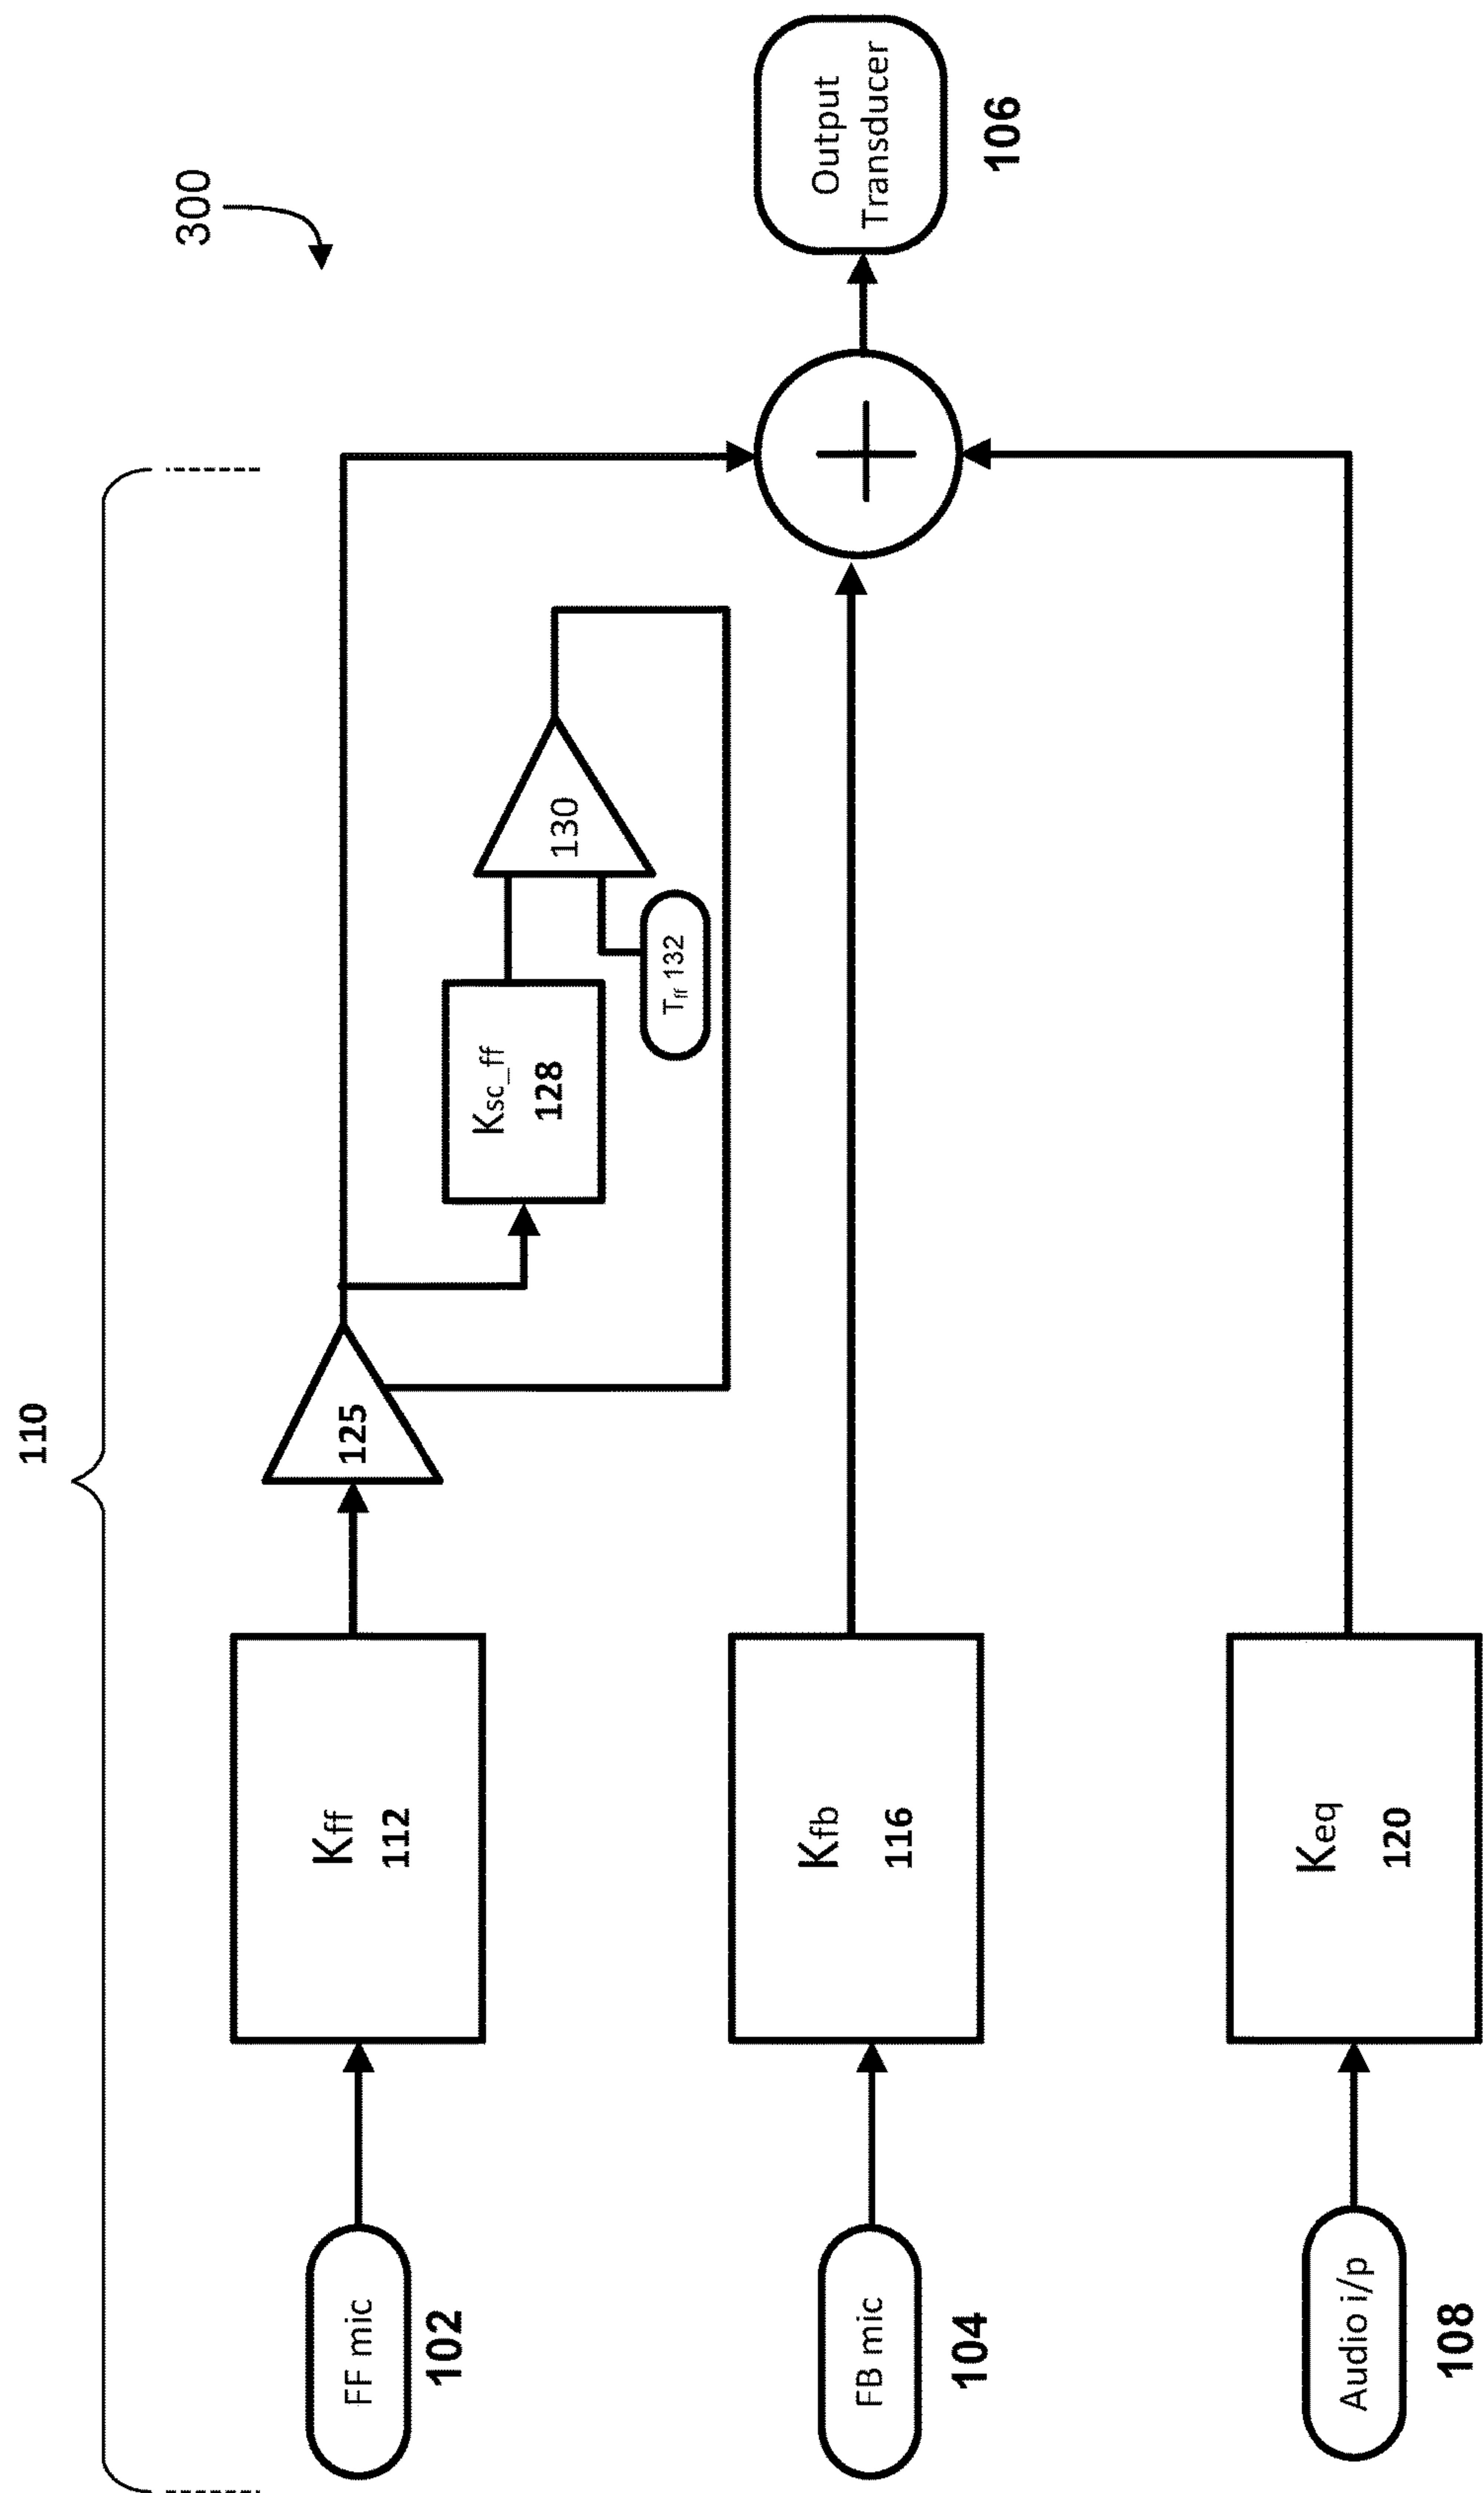 110
300
FF mic
102
Kff
112
125
Ksc_ff
128
Tff 132
130
FB mic
104
Kfb
116
Output
Transducer
106
Audio i/p
108
Keq
120